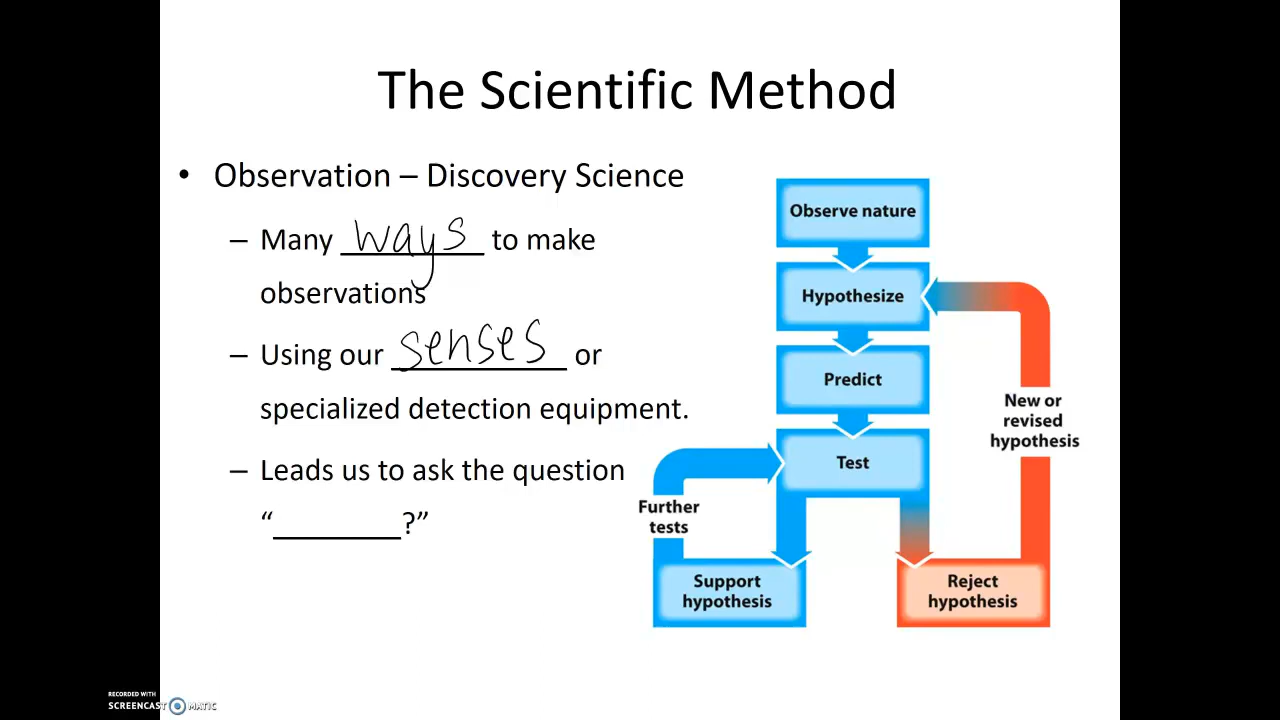 The Scientific Method
• Observation – Discovery Science
– Many ways to make
observations
– Using our senses or
specialized detection equipment.
– Leads us to ask the question
“_________?”
Observe nature
Hypothesize
Predict
Test
New or
revised
hypothesis
Further
tests
Support
hypothesis
Reject
hypothesis
RECORDED WITH
SCREENCAST MATIC